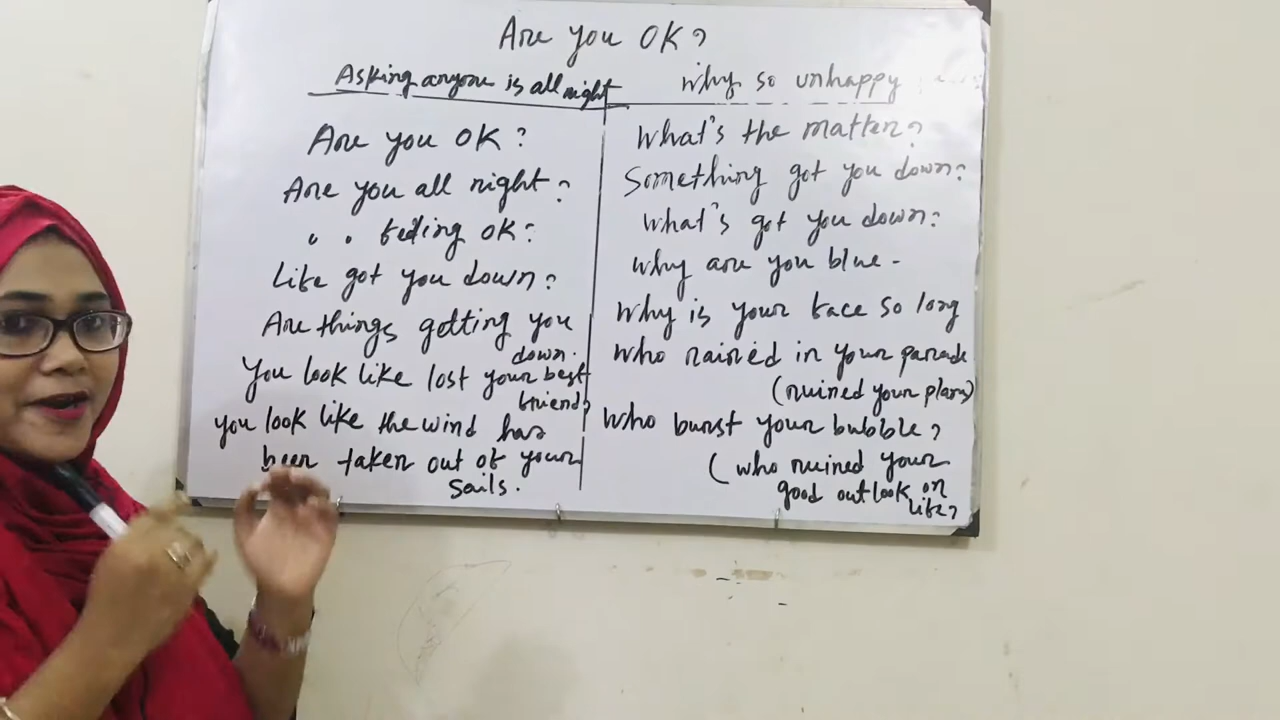 Are you OK?
Asking anyone is all right
Why so unhappy
Are you OK?
Are you all right?
" " feeling OK?
Life got you down?
Are things getting you
down.
You look like lost your best
friend?
you look like the wind has
been taken out of your
sails.
What's the matter?
Something got you down?
What's got you down?
Why are you blue -
Why is your face so long
Who rained in your parade
(ruined your plan)
Who burst your bubble?
(who ruined your
good outlook on
life?